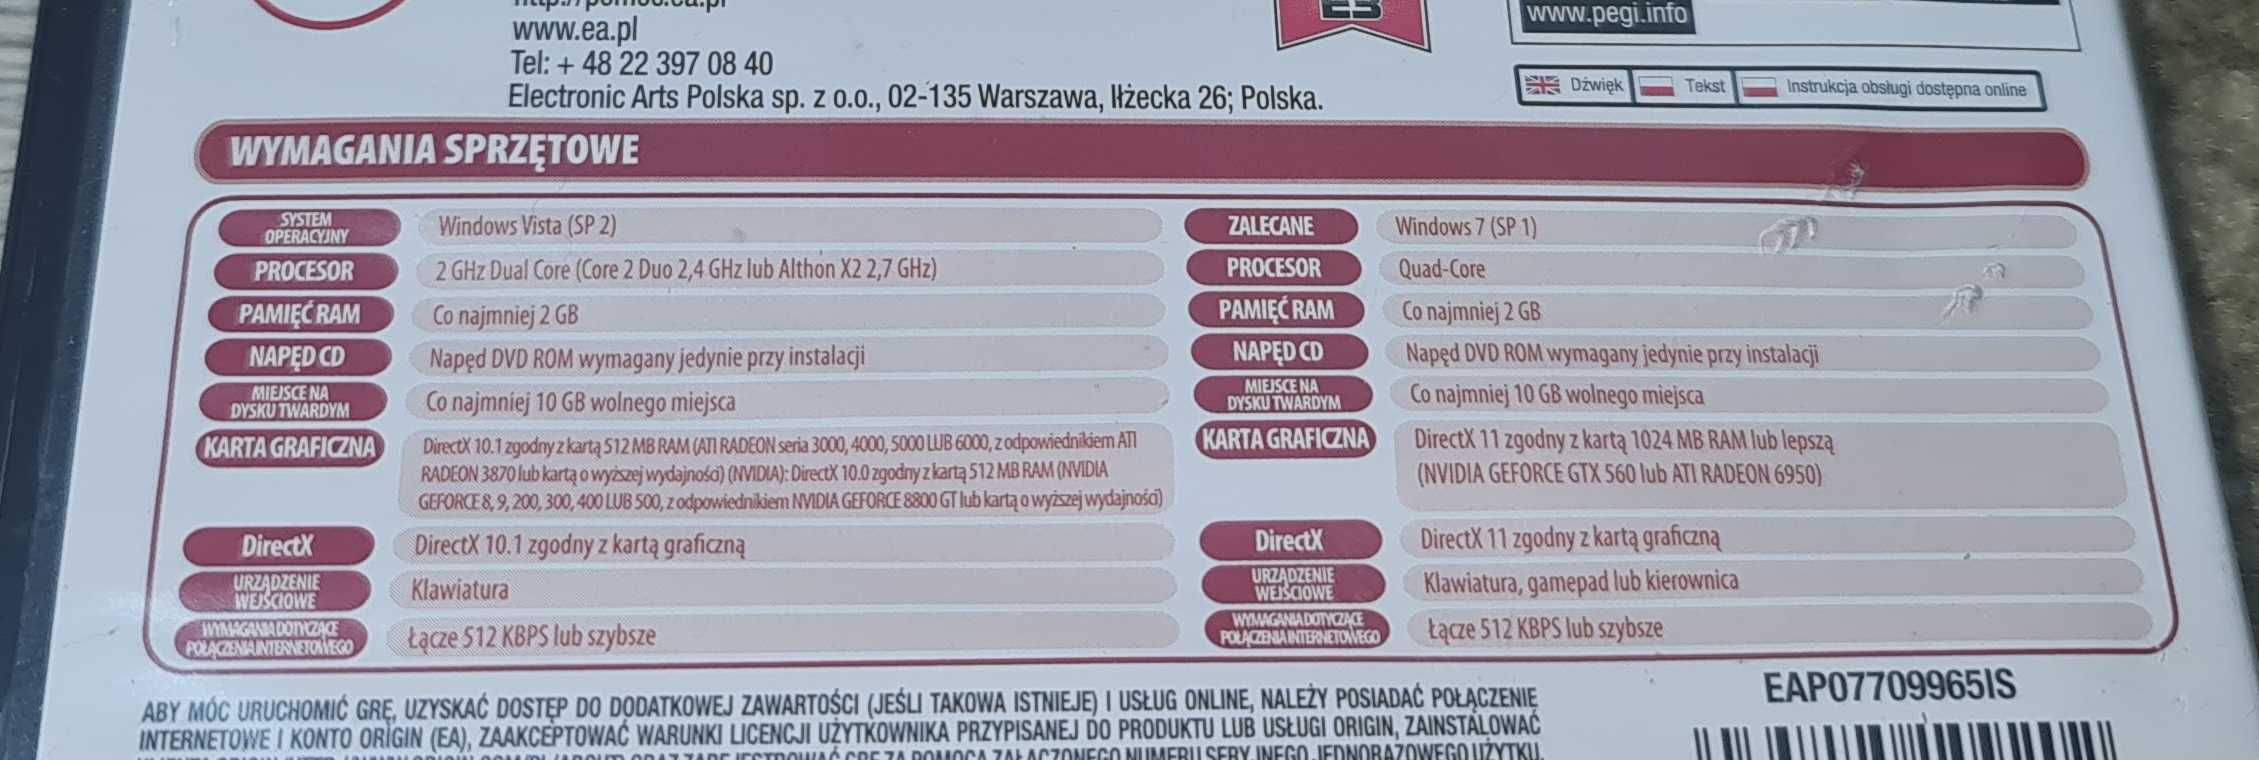 www.ea.pl
Tel: + 48 22 397 08 40
Electronic Arts Polska sp. z o.o., 02-135 Warszawa, Iłżecka 26; Polska.
E3
www.pegi.info
Dźwięk
Tekst
Instrukcja obsługi dostępna online
WYMAGANIA SPRZĘTOWE
SYSTEM
OPERACYJNY
Windows Vista (SP 2)
PROCESOR
2 GHz Dual Core (Core 2 Duo 2,4 GHz lub Althon X2 2,7 GHz)
PAMIĘĆ RAM
Co najmniej 2 GB
NAPĘD CD
Napęd DVD ROM wymagany jedynie przy instalacji
MIEJSCE NA
DYSKU TWARDYM
Co najmniej 10 GB wolnego miejsca
KARTA GRAFICZNA
DirectX 10.1 zgodny z kartą 512 MB RAM (ATI RADEON seria 3000, 4000, 5000 LUB 6000, z odpowiednikiem ATI
RADEON 3870 lub kartą o wyższej wydajności) (NVIDIA): DirectX 10.0 zgodny z kartą 512 MB RAM (NVIDIA
GEFORCE 8, 9, 200, 300, 400 LUB 500, z odpowiednikiem NVIDIA GEFORCE 8800 GT lub kartą o wyższej wydajności)
DirectX
DirectX 10.1 zgodny z kartą graficzną
URZĄDZENIE
WEJŚCIOWE
Klawiatura
WYMAGANIA DOTYCZĄCE
POŁĄCZENIA INTERNETOWEGO
Łącze 512 KBPS lub szybsze
ZALECANE
Windows 7 (SP 1)
PROCESOR
Quad-Core
PAMIĘĆ RAM
Co najmniej 2 GB
NAPĘD CD
Napęd DVD ROM wymagany jedynie przy instalacji
MIEJSCE NA
DYSKU TWARDYM
Co najmniej 10 GB wolnego miejsca
KARTA GRAFICZNA
DirectX 11 zgodny z kartą 1024 MB RAM lub lepszą
(NVIDIA GEFORCE GTX 560 lub ATI RADEON 6950)
DirectX
DirectX 11 zgodny z kartą graficzną
URZĄDZENIE
WEJŚCIOWE
Klawiatura, gamepad lub kierownica
WYMAGANIA DOTYCZĄCE
POŁĄCZENIA INTERNETOWEGO
Łącze 512 KBPS lub szybsze
EAP07709965IS
ABY MÓC URUCHOMIĆ GRĘ, UZYSKAĆ DOSTĘP DO DODATKOWEJ ZAWARTOŚCI (JEŚLI TAKOWA ISTNIEJE) I USŁUG ONLINE, NALEŻY POSIADAĆ POŁĄCZENIE
INTERNETOWE I KONTO ORIGIN (EA), ZAAKCEPTOWAĆ WARUNKI LICENCJI UŻYTKOWNIKA PRZYPISANEJ DO PRODUKTU LUB USŁUGI ORIGIN, ZAINSTALOWAĆ